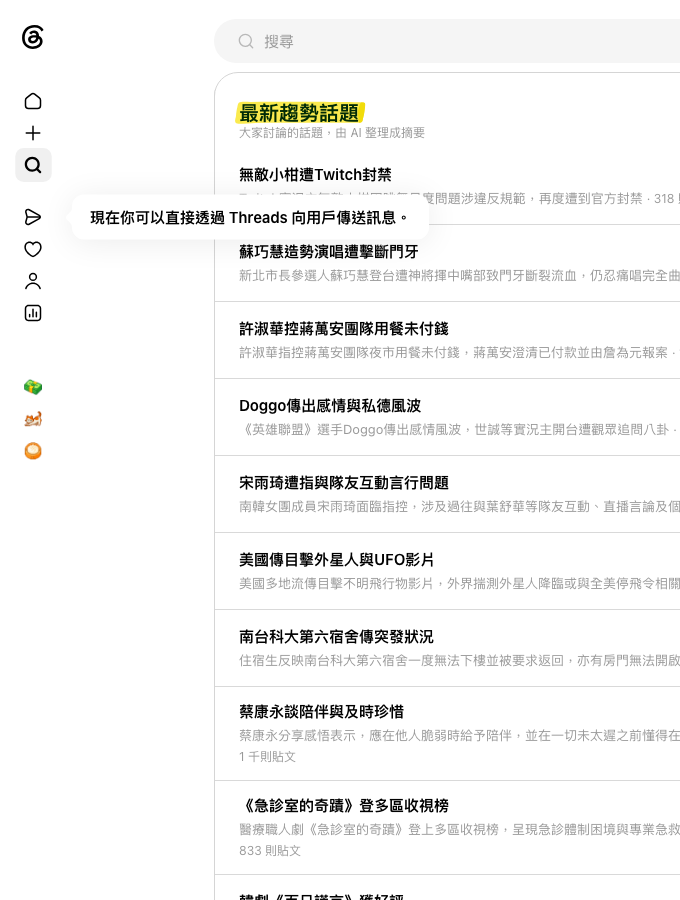 搜尋
最新趨勢話題
大家討論的話題，由 AI 整理成摘要
無敵小柑遭Twitch封禁
度問題涉違反規範，再度遭到官方封禁 · 318
現在你可以直接透過 Threads 向用戶傳送訊息。
蘇巧慧造勢演唱遭擊斷門牙
新北市長參選人蘇巧慧登台遭神將揮中嘴部致門牙斷裂流血，仍忍痛唱完全曲
許淑華控蔣萬安團隊用餐未付錢
許淑華指控蔣萬安團隊夜市用餐未付錢，蔣萬安澄清已付款並由詹為元報案 ·
Doggo傳出感情與私德風波
《英雄聯盟》選手Doggo傳出感情風波，世誠等實況主開台遭觀眾追問八卦 ·
宋雨琦遭指與隊友互動言行問題
南韓女團成員宋雨琦面臨指控，涉及過往與葉舒華等隊友互動、直播言論及個
美國傳目擊外星人與UFO影片
美國多地流傳目擊不明飛行物影片，外界揣測外星人降臨或與全美停飛令相關
南台科大第六宿舍傳突發狀況
住宿生反映南台科大第六宿舍一度無法下樓並被要求返回，亦有房門無法開啟
蔡康永談陪伴與及時珍惜
蔡康永分享感悟表示，應在他人脆弱時給予陪伴，並在一切未太遲之前懂得在
1 千則貼文
《急診室的奇蹟》登多區收視榜
醫療職人劇《急診室的奇蹟》登上多區收視榜，呈現急診體制困境與專業急救
833 則貼文